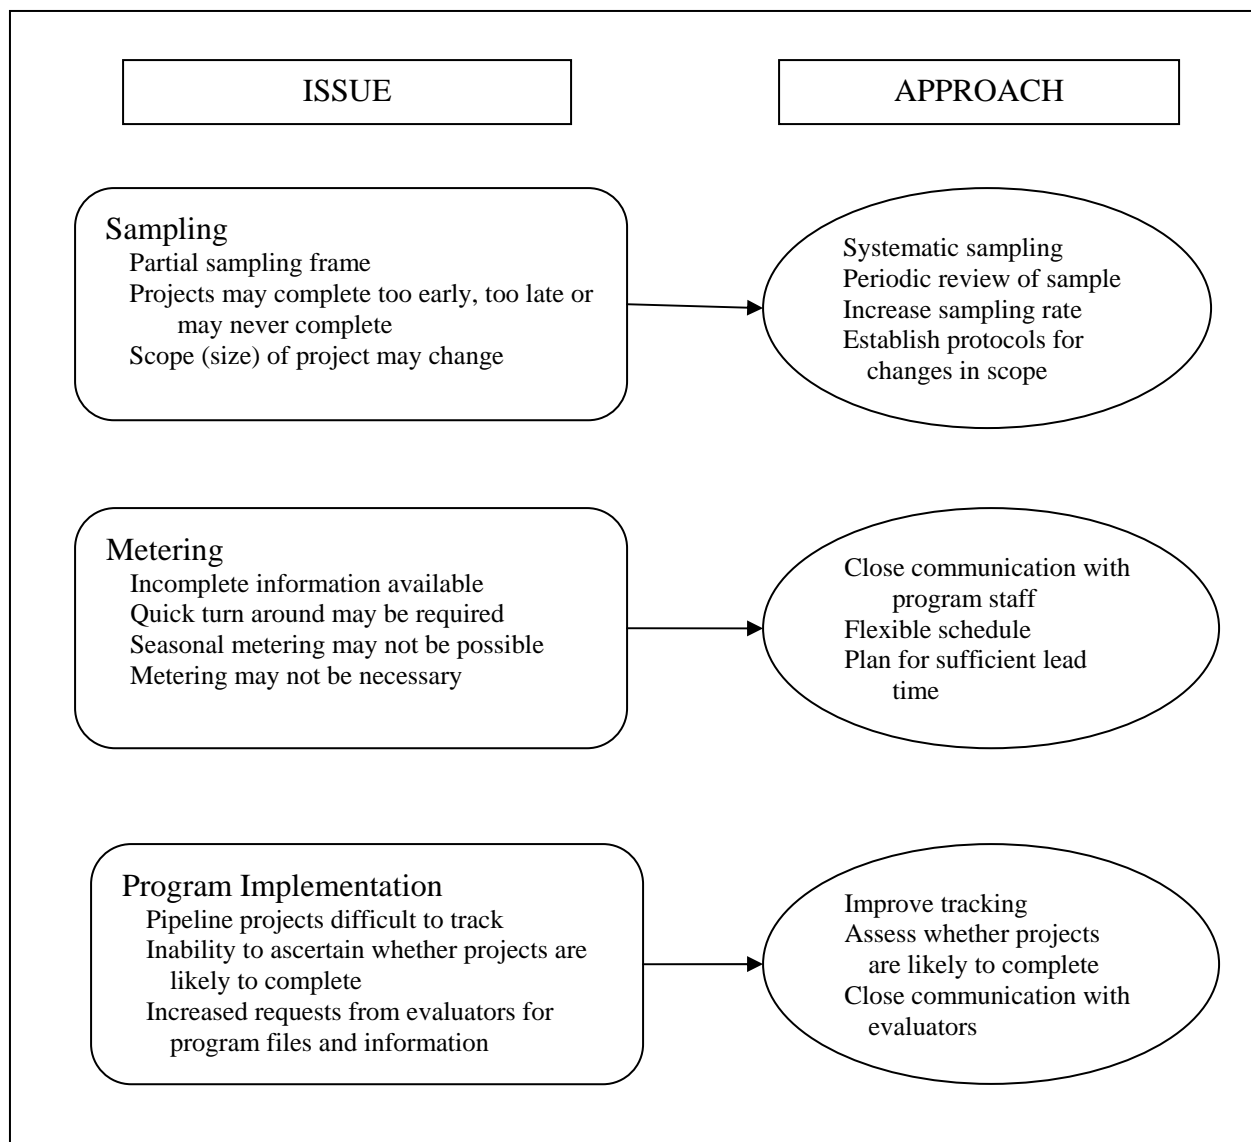 ISSUE
APPROACH
Sampling
Partial sampling frame
Projects may complete too early, too late or
may never complete
Scope (size) of project may change
Systematic sampling
Periodic review of sample
Increase sampling rate
Establish protocols for
changes in scope
Metering
Incomplete information available
Quick turn around may be required
Seasonal metering may not be possible
Metering may not be necessary
Close communication with
program staff
Flexible schedule
Plan for sufficient lead
time
Program Implementation
Pipeline projects difficult to track
Inability to ascertain whether projects are
likely to complete
Increased requests from evaluators for
program files and information
Improve tracking
Assess whether projects
are likely to complete
Close communication with
evaluators